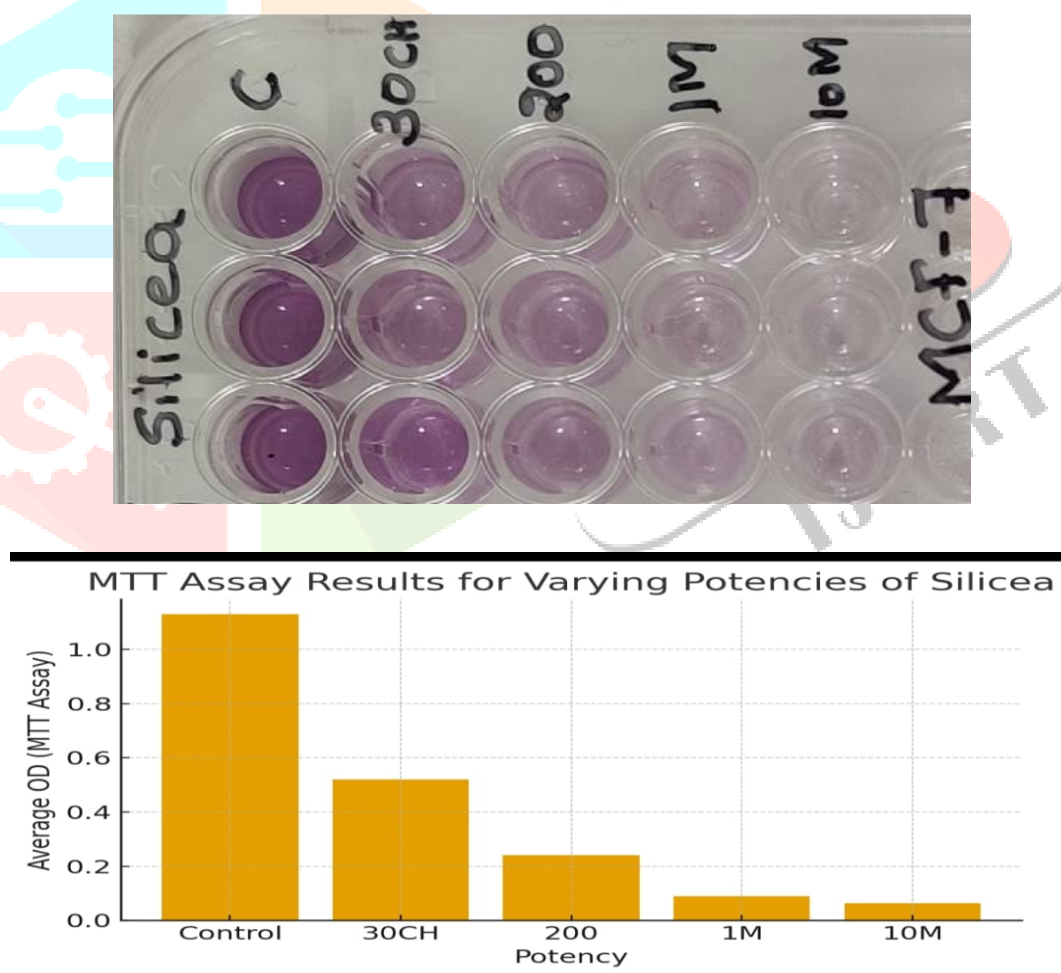 C 30CH 200 1M 10M
Silicea
MCF-7
MTT Assay Results for Varying Potencies of Silicea
Average OD (MTT Assay)
1.0
0.8
0.6
0.4
0.2
0.0
Control 30CH 200 1M 10M
Potency